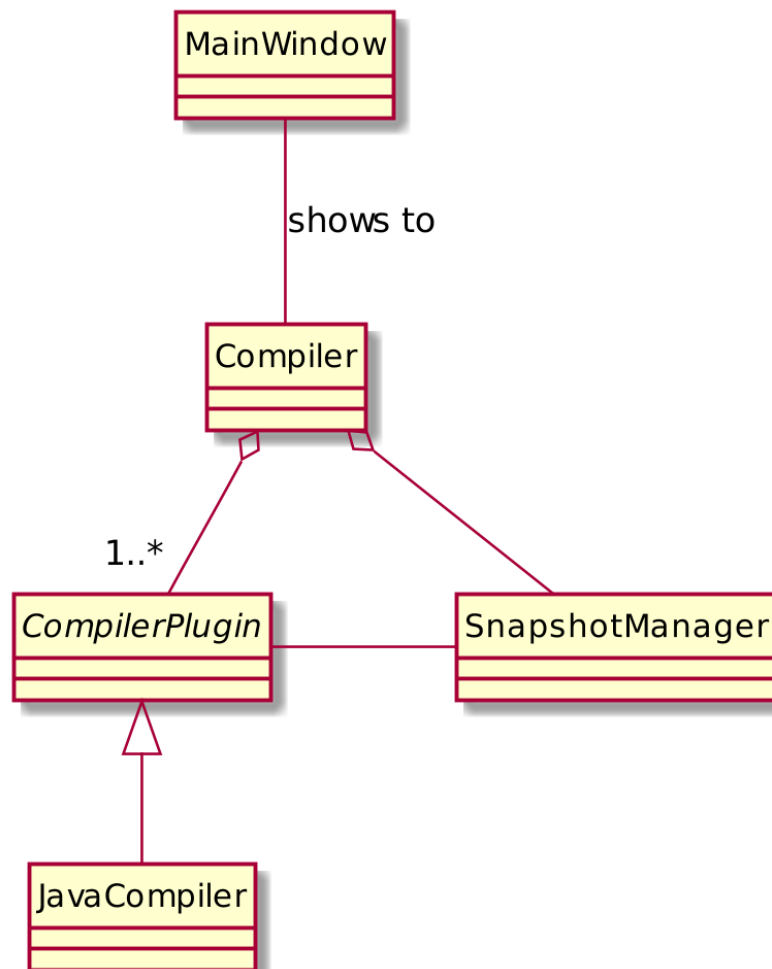 MainWindow
shows to
Compiler
1..*
CompilerPlugin
SnapshotManager
JavaCompiler